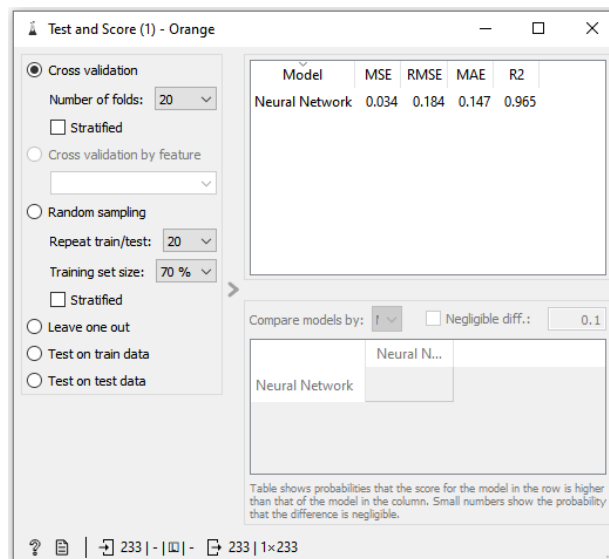 Test and Score (1) - Orange
Cross validation
Number of folds: 20
Stratified
Cross validation by feature
Random sampling
Repeat train/test: 20
Training set size: 70 %
Stratified
Leave one out
Test on train data
Test on test data
Model MSE RMSE MAE R2
Neural Network 0.034 0.184 0.147 0.965
Compare models by: Negligible diff.: 0.1
Neural N...
Neural Network
Table shows probabilities that the score for the model in the row is higher
than that of the model in the column. Small numbers show the probability
that the difference is negligible.
? 233 | - | - 233 | 1×233